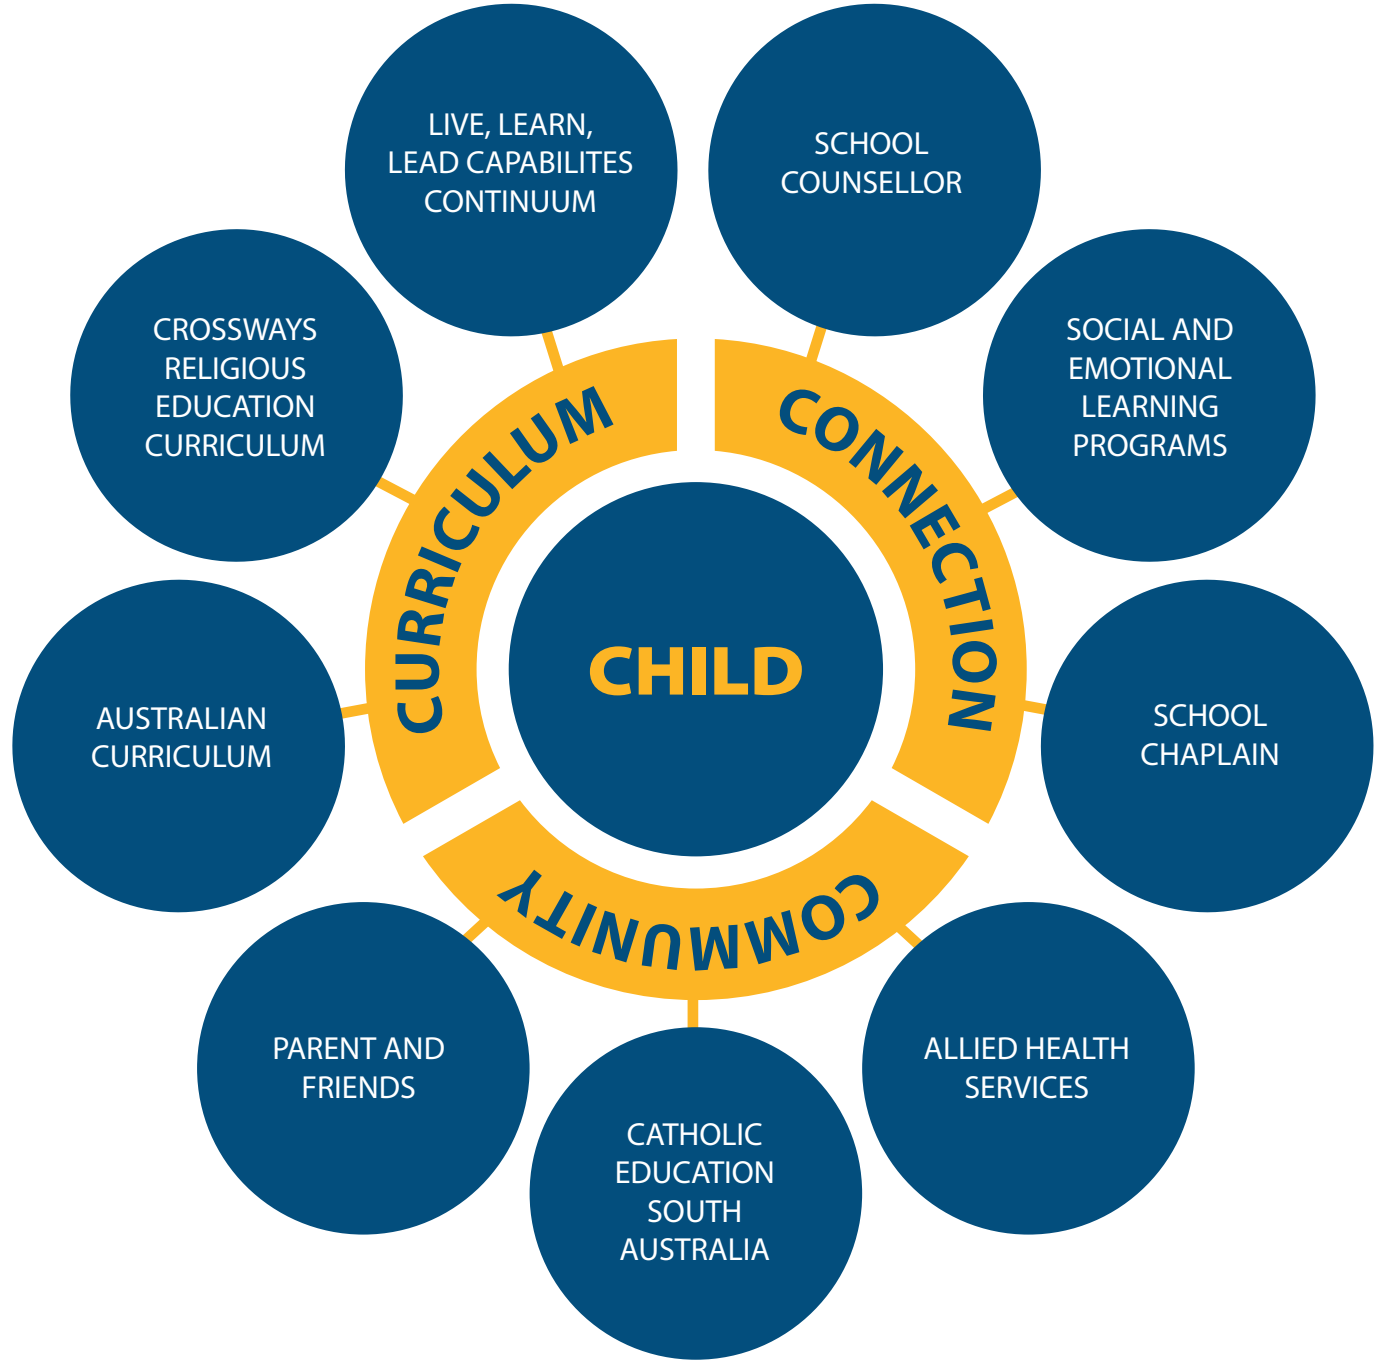 LIVE, LEARN,
LEAD CAPABILITES
CONTINUUM
SCHOOL
COUNSELLOR
CROSSWAYS
RELIGIOUS
EDUCATION
CURRICULUM
SOCIAL AND
EMOTIONAL
LEARNING
PROGRAMS
CURRICULUM
CONNECTION
CHILD
AUSTRALIAN
CURRICULUM
SCHOOL
CHAPLAIN
COMMUNITY
PARENT AND
FRIENDS
ALLIED HEALTH
SERVICES
CATHOLIC
EDUCATION
SOUTH
AUSTRALIA